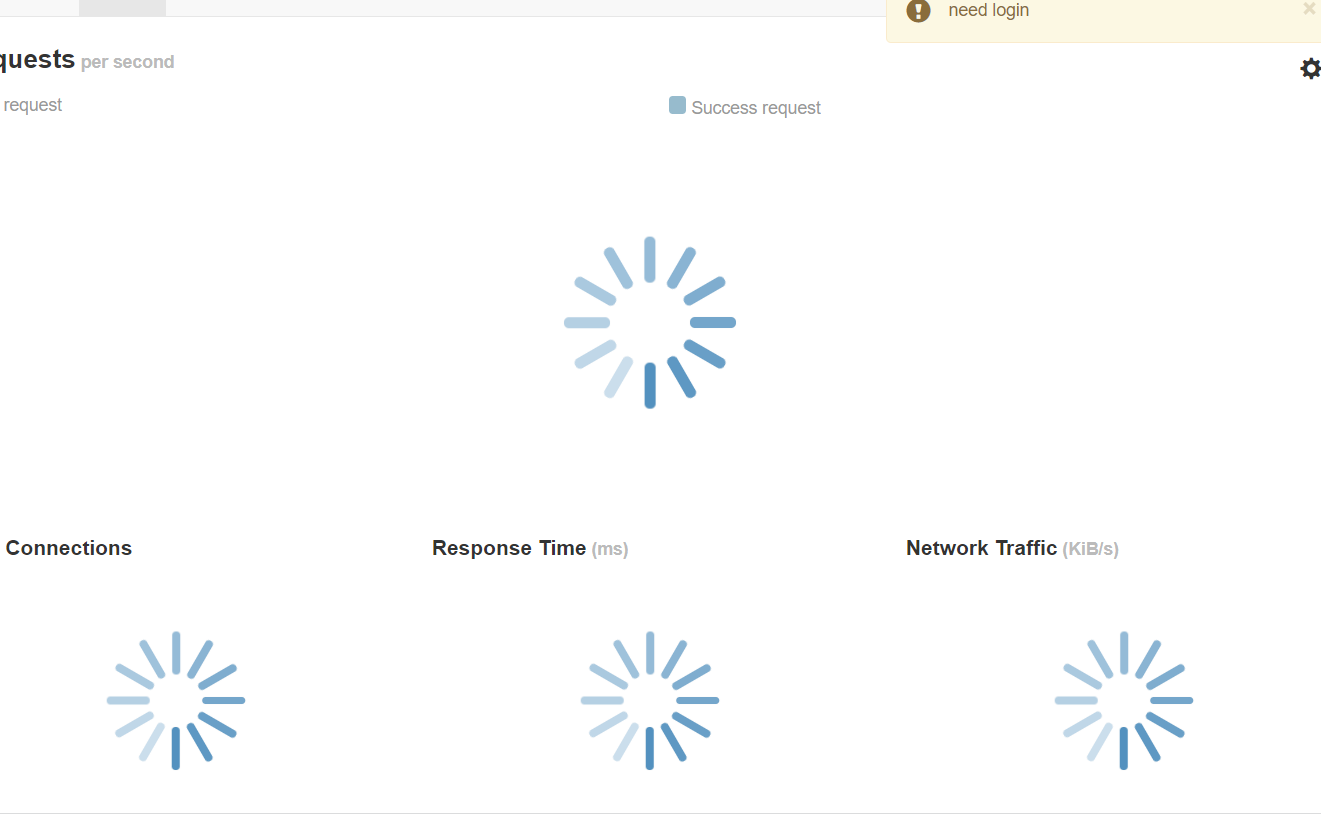 need login
quests per second
request
Success request
Connections
Response Time (ms)
Network Traffic (KiB/s)